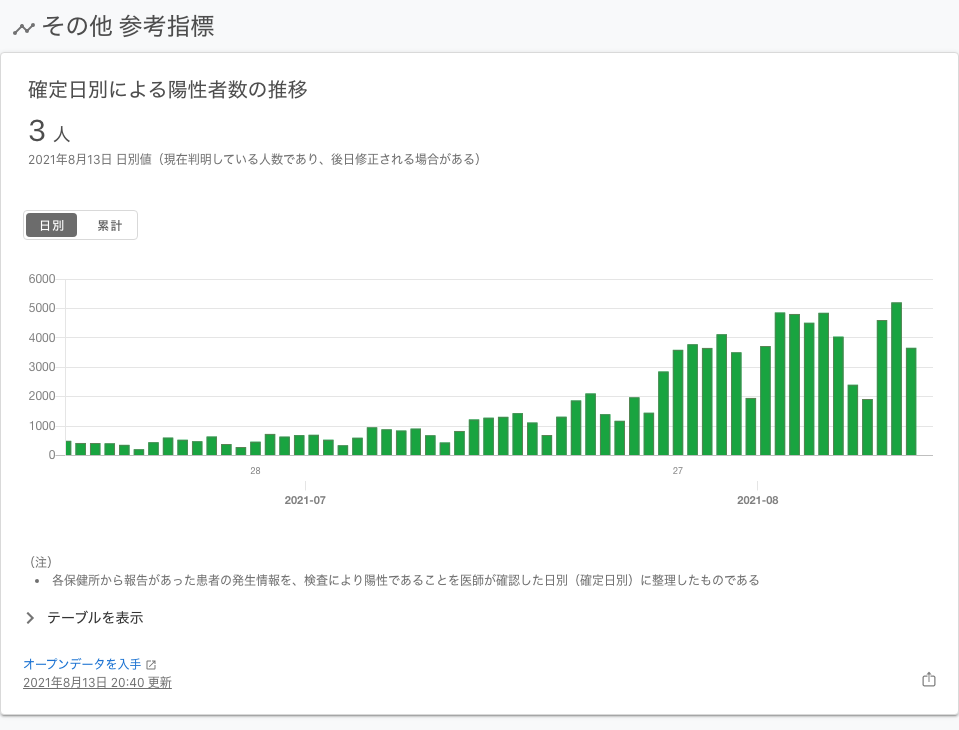 その他 参考指標
確定日別による陽性者数の推移
3 人
2021年8月13日 日別値（現在判明している人数であり、後日修正される場合がある）
日別 累計
6000
5000
4000
3000
2000
1000
0
28 27
2021-07 2021-08
（注）
• 各保健所から報告があった患者の発生情報を、検査により陽性であることを医師が確認した日別（確定日別）に整理したものである
テーブルを表示
オープンデータを入手
2021年8月13日 20:40 更新